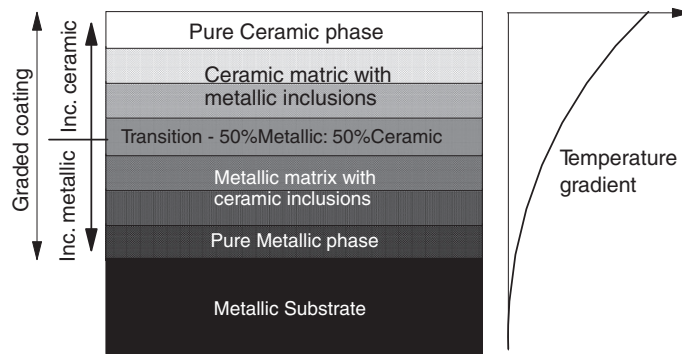 Pure Ceramic phase
Ceramic matric with
metallic inclusions
Transition - 50%Metallic: 50%Ceramic
Metallic matrix with
ceramic inclusions
Pure Metallic phase
Metallic Substrate
Graded coating
Inc. ceramic
Inc. metallic
Temperature
gradient